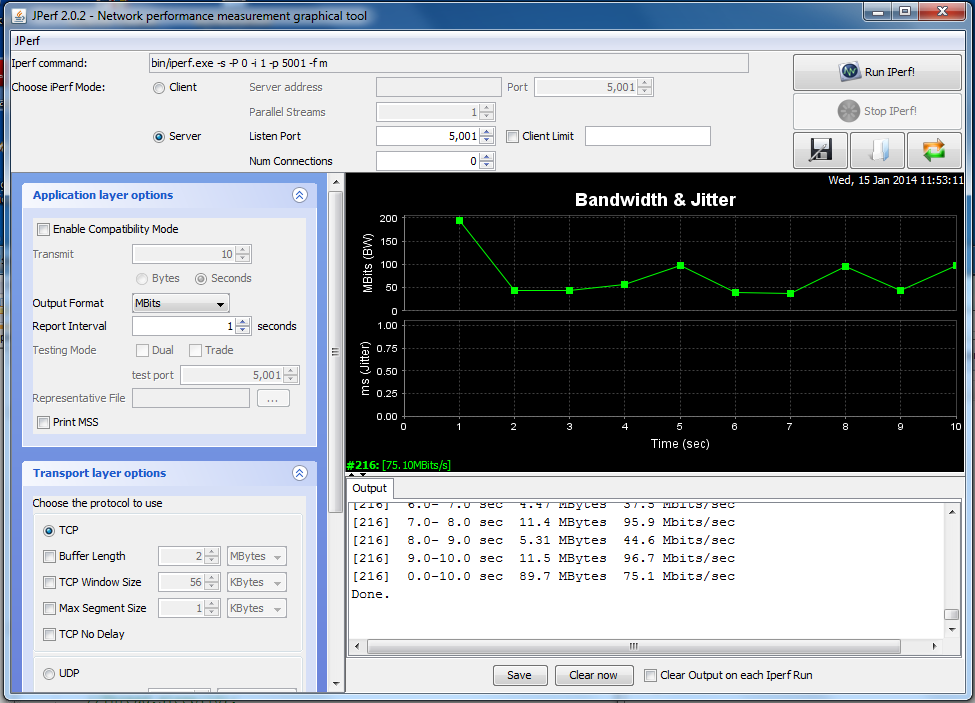 JPerf 2.0.2 - Network performance measurement graphical tool
JPerf
Iperf command: bin/iperf.exe -s -P 0 -i 1 -p 5001 -f m
Choose iPerf Mode: Client Server address Port 5,001
Parallel Streams 1
Server Listen Port 5,001 Client Limit
Num Connections 0
Run IPerf!
Stop IPerf!
Application layer options
Enable Compatibility Mode
Transmit 10
Bytes Seconds
Output Format MBits
Report Interval 1 seconds
Testing Mode Dual Trade
test port 5,001
Representative File ...
Print MSS
Transport layer options
Choose the protocol to use
TCP
Buffer Length 2 MBytes
TCP Window Size 56 KBytes
Max Segment Size 1 KBytes
TCP No Delay
UDP
Wed, 15 Jan 2014 11:53:11
Bandwidth & Jitter
MBits (BW)
200
150
100
50
0
ms (Jitter)
1.00
0.75
0.50
0.25
0.00
0 1 2 3 4 5 6 7 8 9 10
Time (sec)
#216: [75.10MBits/s]
Output
[216] 6.0- 7.0 sec 4.47 MBytes 37.5 Mbits/sec
[216] 7.0- 8.0 sec 11.4 MBytes 95.9 Mbits/sec
[216] 8.0- 9.0 sec 5.31 MBytes 44.6 Mbits/sec
[216] 9.0-10.0 sec 11.5 MBytes 96.7 Mbits/sec
[216] 0.0-10.0 sec 89.7 MBytes 75.1 Mbits/sec
Done.
Save Clear now Clear Output on each Iperf Run